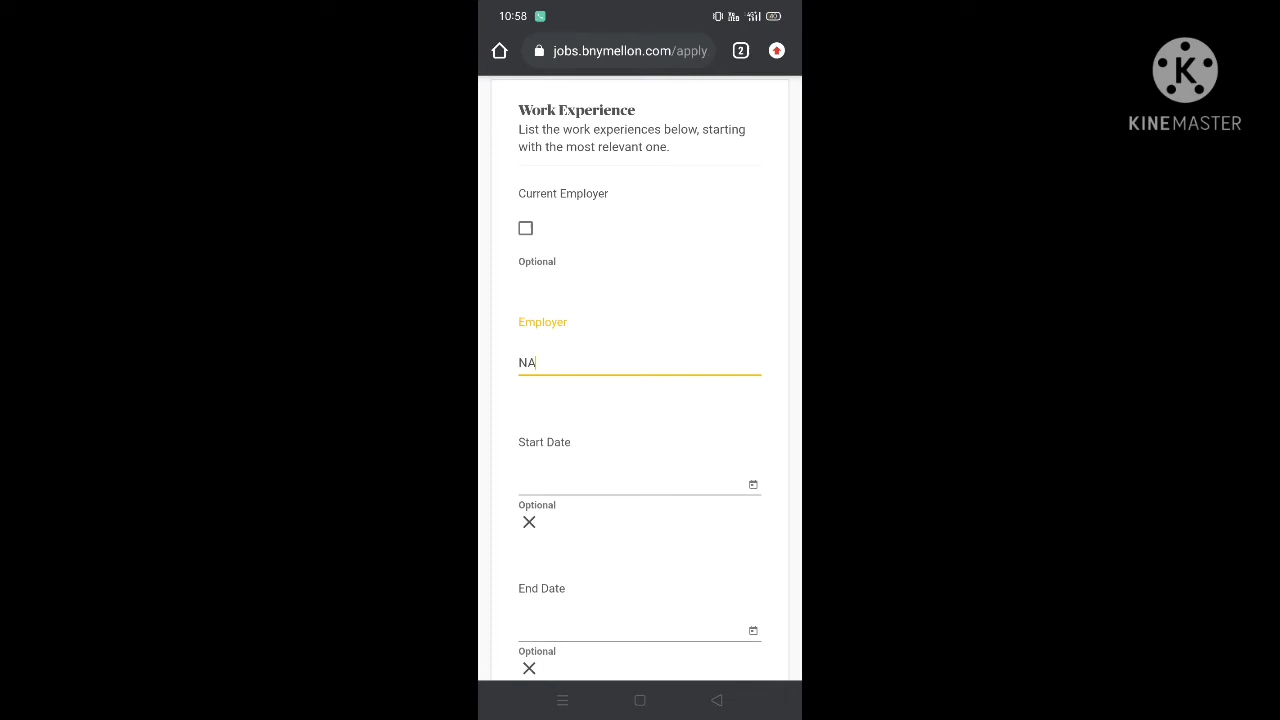 10:58
40
jobs.bnymellon.com/apply
2
K
KINEMASTER
Work Experience
List the work experiences below, starting
with the most relevant one.
Current Employer
Optional
Employer
NA
Start Date
Optional
End Date
Optional